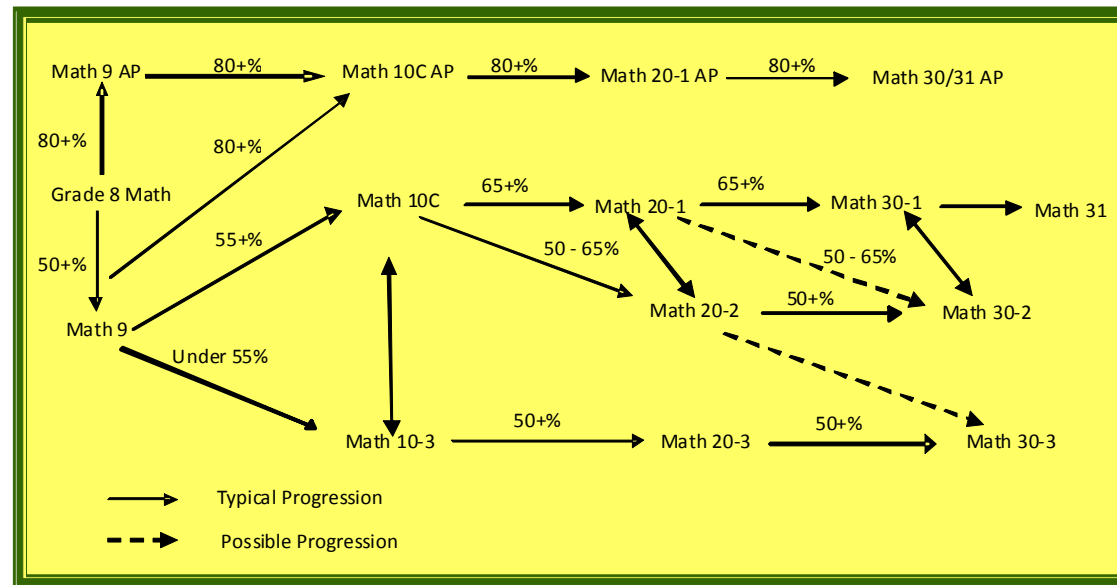 Math 9 AP 80+% Math 10C AP 80+% Math 20-1 AP 80+% Math 30/31 AP
80+% 80+%
Grade 8 Math Math 10C 65+% Math 20-1 65+% Math 30-1 Math 31
50+% 55+% 50 - 65% 50 - 65%
Math 9 Math 20-2 50+% Math 30-2
Under 55%
Math 10-3 50+% Math 20-3 50+% Math 30-3
Typical Progression
Possible Progression